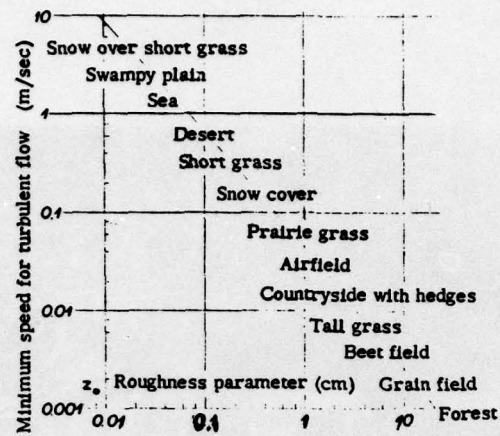 Minimum speed for turbulent flow (m/sec)
10
Snow over short grass
Swampy plain
Sea
1
Desert
Short grass
Snow cover
0.1
Prairie grass
Airfield
Countryside with hedges
0.01
Tall grass
Beet field
z₀ Roughness parameter (cm)
Grain field
0.001
Forest
0.01 0.1 1 10